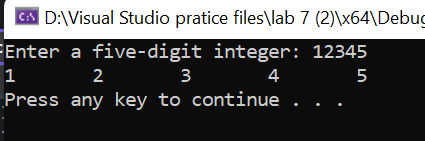 D:\Visual Studio pratice files\lab 7 (2)\x64\Debug
Enter a five-digit integer: 12345
1 2 3 4 5
Press any key to continue . . .